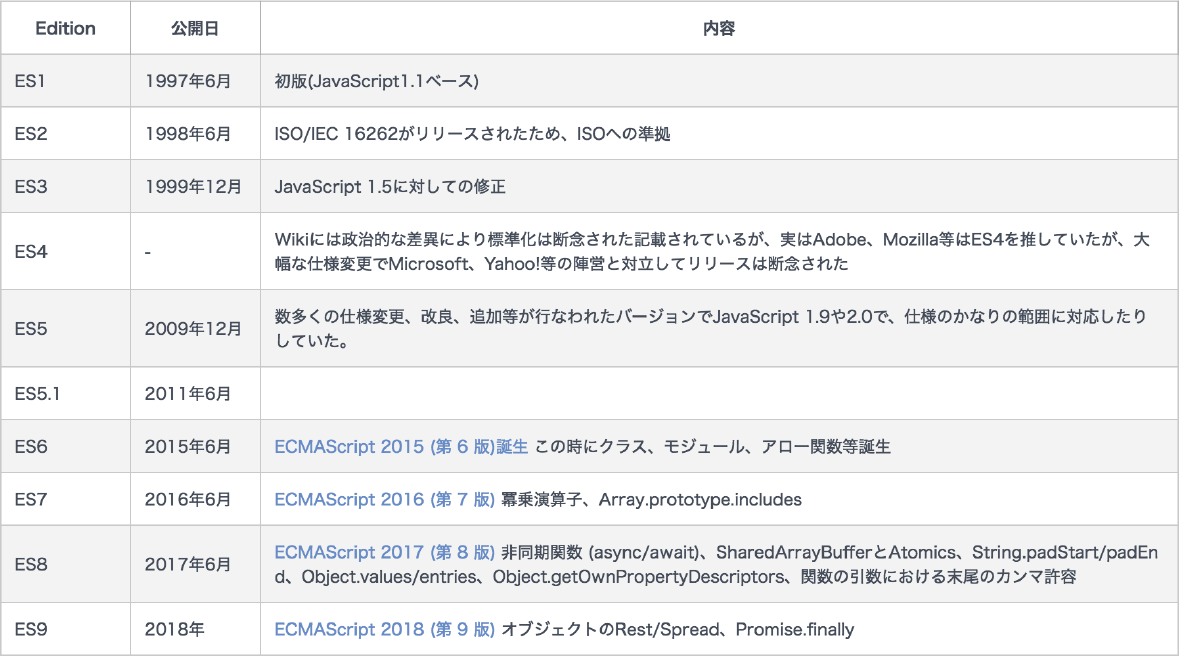 Edition 公開日 内容
ES1 1997年6月 初版(JavaScript1.1ベース)
ES2 1998年6月 ISO/IEC 16262がリリースされたため、ISOへの準拠
ES3 1999年12月 JavaScript 1.5に対しての修正
ES4 - Wikiには政治的な差異により標準化は断念された記載されているが、実はAdobe、Mozilla等はES4を推していたが、大
幅な仕様変更でMicrosoft、Yahoo!等の陣営と対立してリリースは断念された
ES5 2009年12月 数多くの仕様変更、改良、追加等が行なわれたバージョンでJavaScript 1.9や2.0で、仕様のかなりの範囲に対応したり
していた。
ES5.1 2011年6月
ES6 2015年6月 ECMAScript 2015 (第 6 版)誕生 この時にクラス、モジュール、アロー関数等誕生
ES7 2016年6月 ECMAScript 2016 (第 7 版) 冪乗演算子、Array.prototype.includes
ES8 2017年6月 ECMAScript 2017 (第 8 版) 非同期関数 (async/await)、SharedArrayBufferとAtomics、String.padStart/padEn
d、Object.values/entries、Object.getOwnPropertyDescriptors、関数の引数における末尾のカンマ許容
ES9 2018年 ECMAScript 2018 (第 9 版) オブジェクトのRest/Spread、Promise.finally